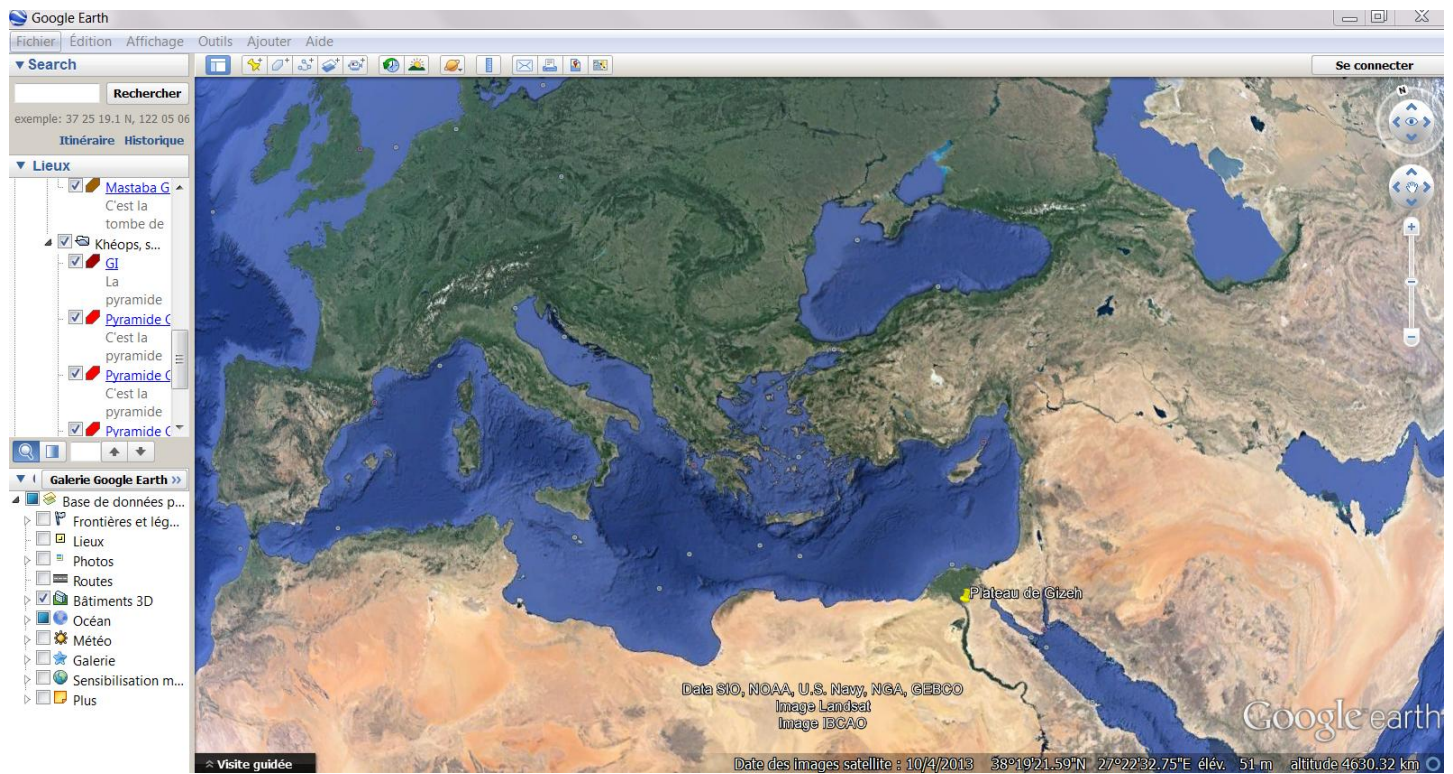 Google Earth
Fichier Édition Affichage Outils Ajouter Aide
Search
Se connecter
Rechercher
exemple: 37 25 19.1 N, 122 05 06
Itinéraire Historique
Lieux
Mastaba G
C'est la
tombe de
Khéops, s...
GI
La
pyramide
Pyramide G
C'est la
pyramide
Pyramide G
C'est la
pyramide
Pyramide G
Galerie Google Earth >>
Base de données p...
Frontières et lég...
Lieux
Photos
Routes
Bâtiments 3D
Océan
Météo
Galerie
Sensibilisation m...
Plus
N
Plateau de Gizeh
Data SIO, NOAA, U.S. Navy, NGA, GEBCO
Image Landsat
Image IBCAO
Google earth
Visite guidée
Date des images satellite : 10/4/2013 38°19'21.59"N 27°22'32.75"E élév. 51 m altitude 4630.32 km